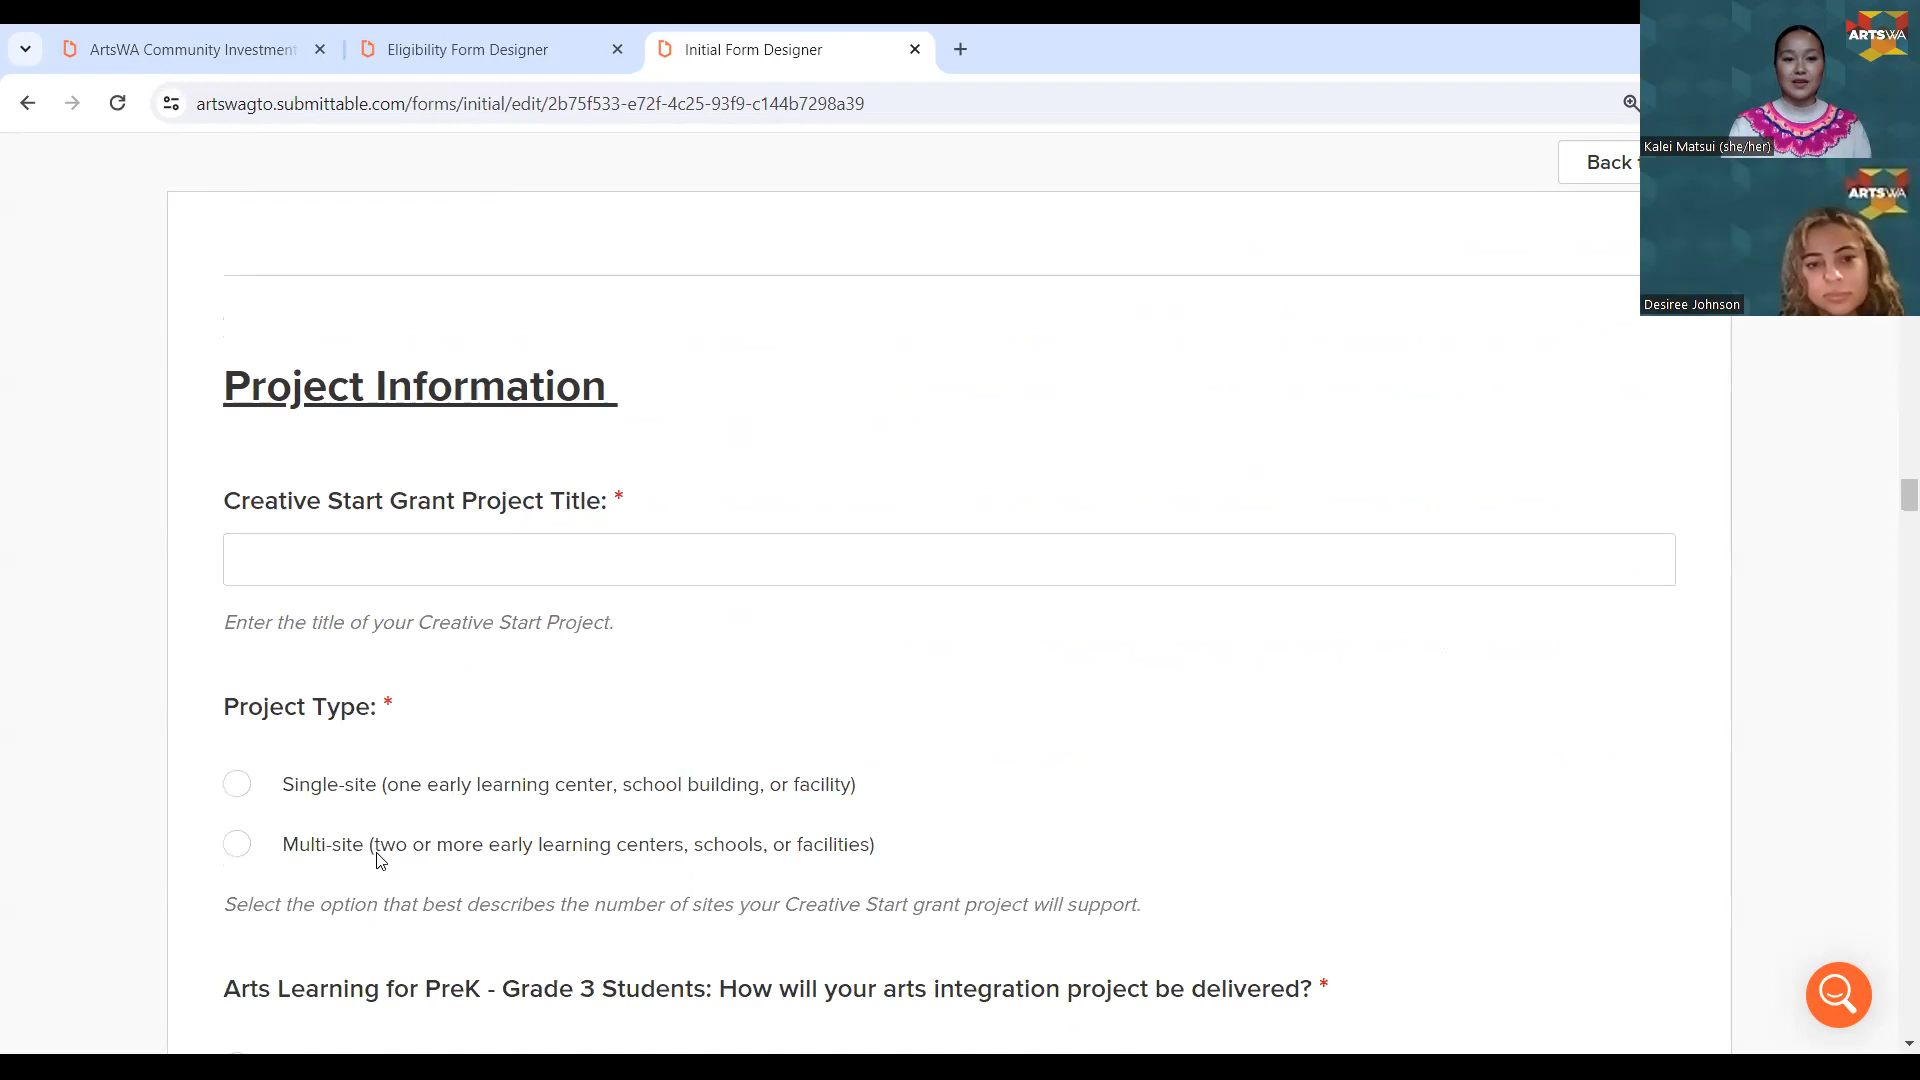 ArtsWA Community Investment
Eligibility Form Designer
Initial Form Designer
artswagto.submittable.com/forms/initial/edit/2b75f533-e72f-4c25-93f9-c144b7298a39
ARTSWA
Kalei Matsui (she/her)
Back
ARTSWA
Desiree Johnson
Project Information
Creative Start Grant Project Title: *
Enter the title of your Creative Start Project.
Project Type: *
Single-site (one early learning center, school building, or facility)
Multi-site (two or more early learning centers, schools, or facilities)
Select the option that best describes the number of sites your Creative Start grant project will support.
Arts Learning for PreK - Grade 3 Students: How will your arts integration project be delivered? *